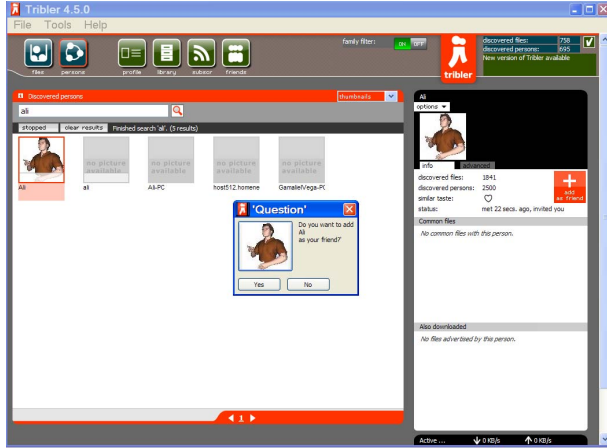 Tribler 4.5.0
File Tools Help
files persons profile library subscr friends
family filter: ON OFF
tribler
discovered files: 758
discovered persons: 695
New version of Tribler available
Discovered persons
thumbnails
ali
stopped clear results Finished search 'ali'. (5 results)
no picture available
no picture available
no picture available
no picture available
Ali ali Ali-PC host512.homene GamalielVega-PC
'Question'
Do you want to add
Ali
as your friend?
Yes No
1
Ali
options
info advanced
discovered files: 1841
discovered persons: 2500
similar taste:
status: met 22 secs. ago, invited you
add
as friend
Common files
No common files with this person.
Also downloaded
No files advertised by this person.
Active ... 0 KB/s 0 KB/s